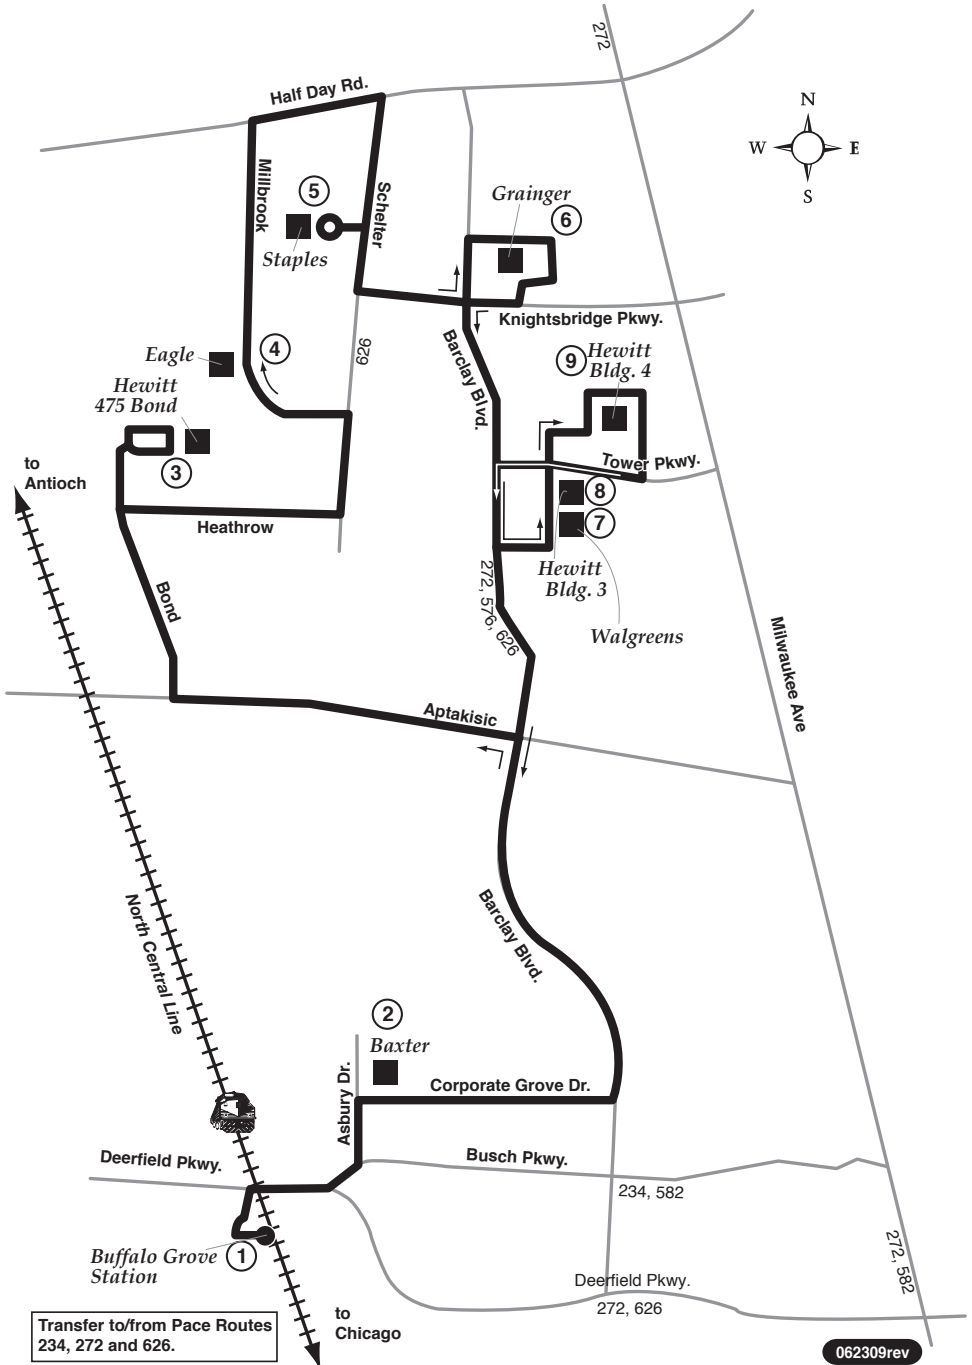 272
Half Day Rd.
N
W
E
S
Millbrook
5
Schelter
Staples
Grainger
6
Knightsbridge Pkwy.
Barclay Blvd.
626
Eagle
4
Hewitt
475 Bond
3
9
Hewitt
Bldg. 4
Tower Pkwy.
8
7
to
Antioch
Heathrow
Hewitt
Bldg. 3
272, 576, 626
Walgreens
Bond
Milwaukee Ave
Aptakisic
Barclay Blvd.
North Central Line
2
Baxter
Asbury Dr.
Corporate Grove Dr.
Deerfield Pkwy.
Busch Pkwy.
234, 582
Buffalo Grove
Station
1
272, 582
Deerfield Pkwy.
272, 626
to
Chicago
Transfer to/from Pace Routes
234, 272 and 626.
062309rev